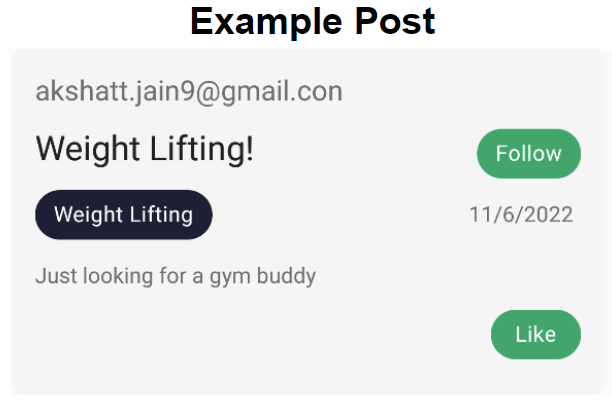 Example Post
akshatt.jain9@gmail.con
Weight Lifting!
Follow
Weight Lifting
11/6/2022
Just looking for a gym buddy
Like